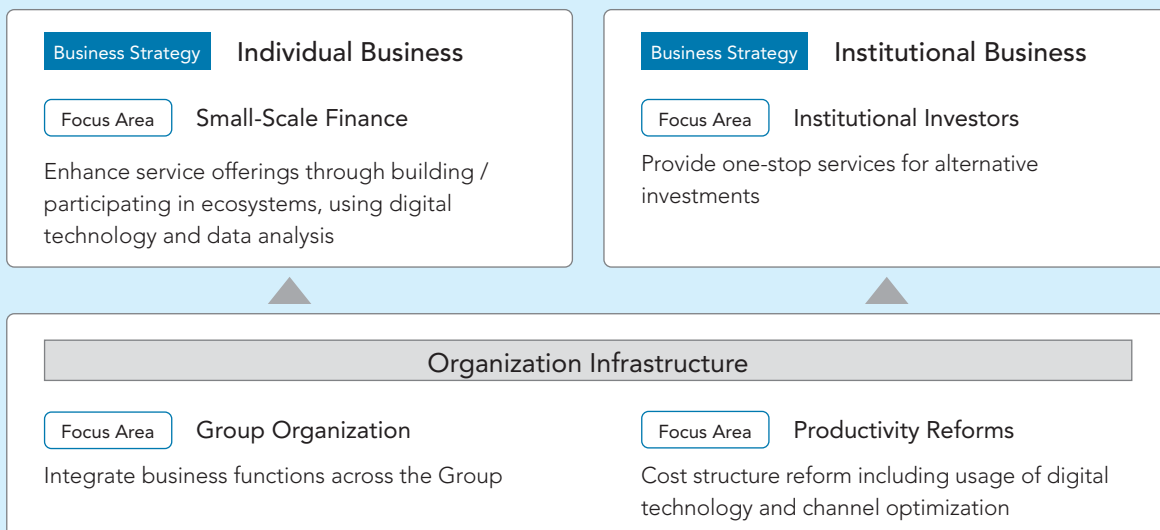 Business Strategy Individual Business
Focus Area Small-Scale Finance
Enhance service offerings through building /
participating in ecosystems, using digital
technology and data analysis
Business Strategy Institutional Business
Focus Area Institutional Investors
Provide one-stop services for alternative
investments
Organization Infrastructure
Focus Area Group Organization
Integrate business functions across the Group
Focus Area Productivity Reforms
Cost structure reform including usage of digital
technology and channel optimization